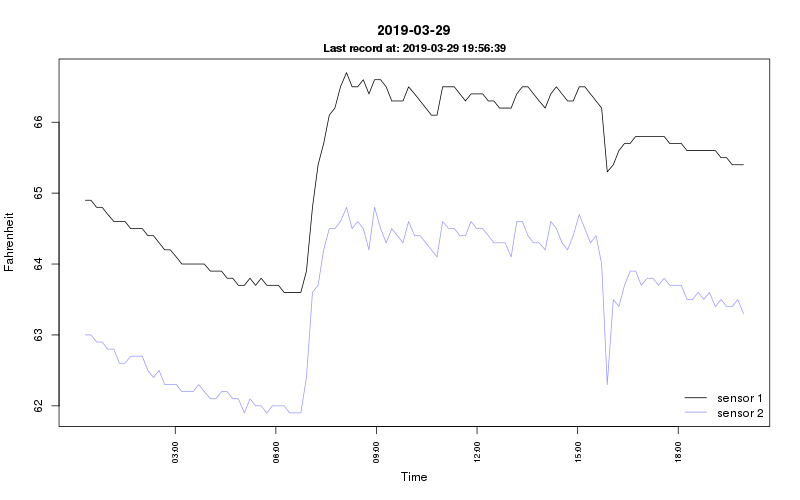 2019-03-29
Last record at: 2019-03-29 19:56:39
Fahrenheit
66
65
64
63
62
03:00
06:00
09:00
12:00
15:00
18:00
Time
sensor 1
sensor 2